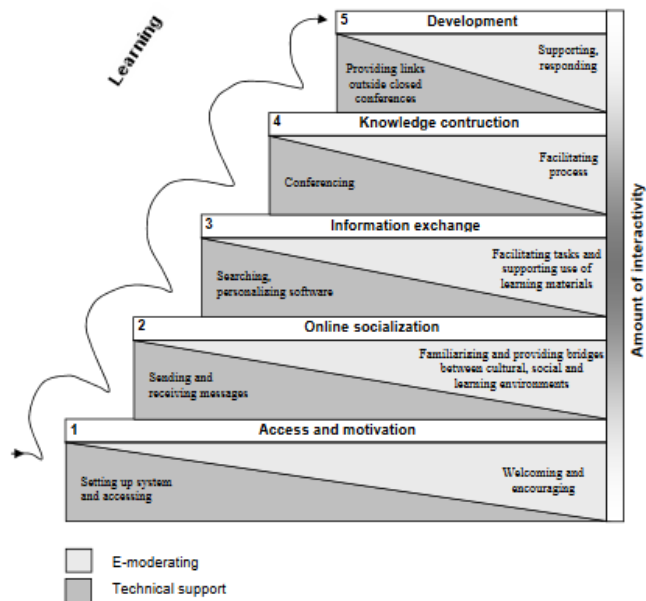 Learning
5 Development
Supporting,
responding
Providing links
outside closed
conferences
4 Knowledge contruction
Facilitating
process
Conferencing
3 Information exchange
Facilitating tasks and
supporting use of
learning materials
Searching,
personalizing software
2 Online socialization
Familiarizing and providing bridges
between cultural, social and
learning environments
Sending and
receiving messages
1 Access and motivation
Welcoming and
encouraging
Setting up system
and accessing
Amount of interactivity
E-moderating
Technical support